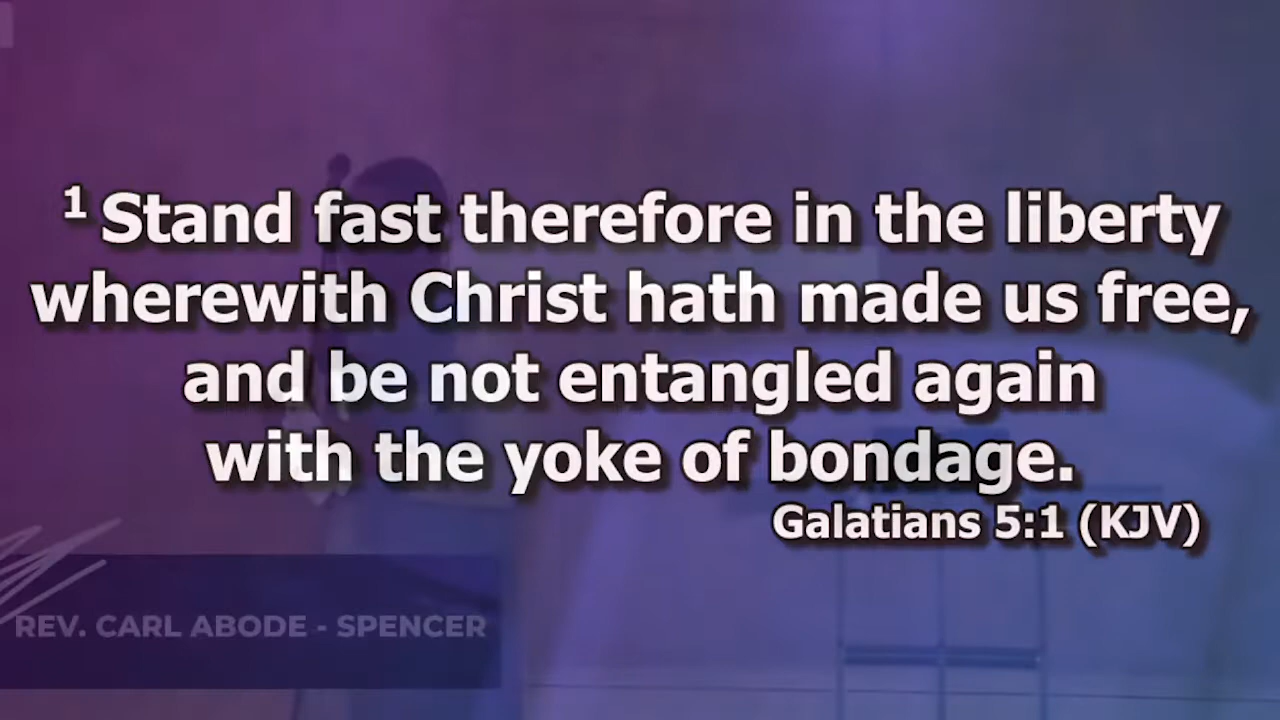 1 Stand fast therefore in the liberty
wherewith Christ hath made us free,
and be not entangled again
with the yoke of bondage.
Galatians 5:1 (KJV)
REV. CARL ABODE - SPENCER